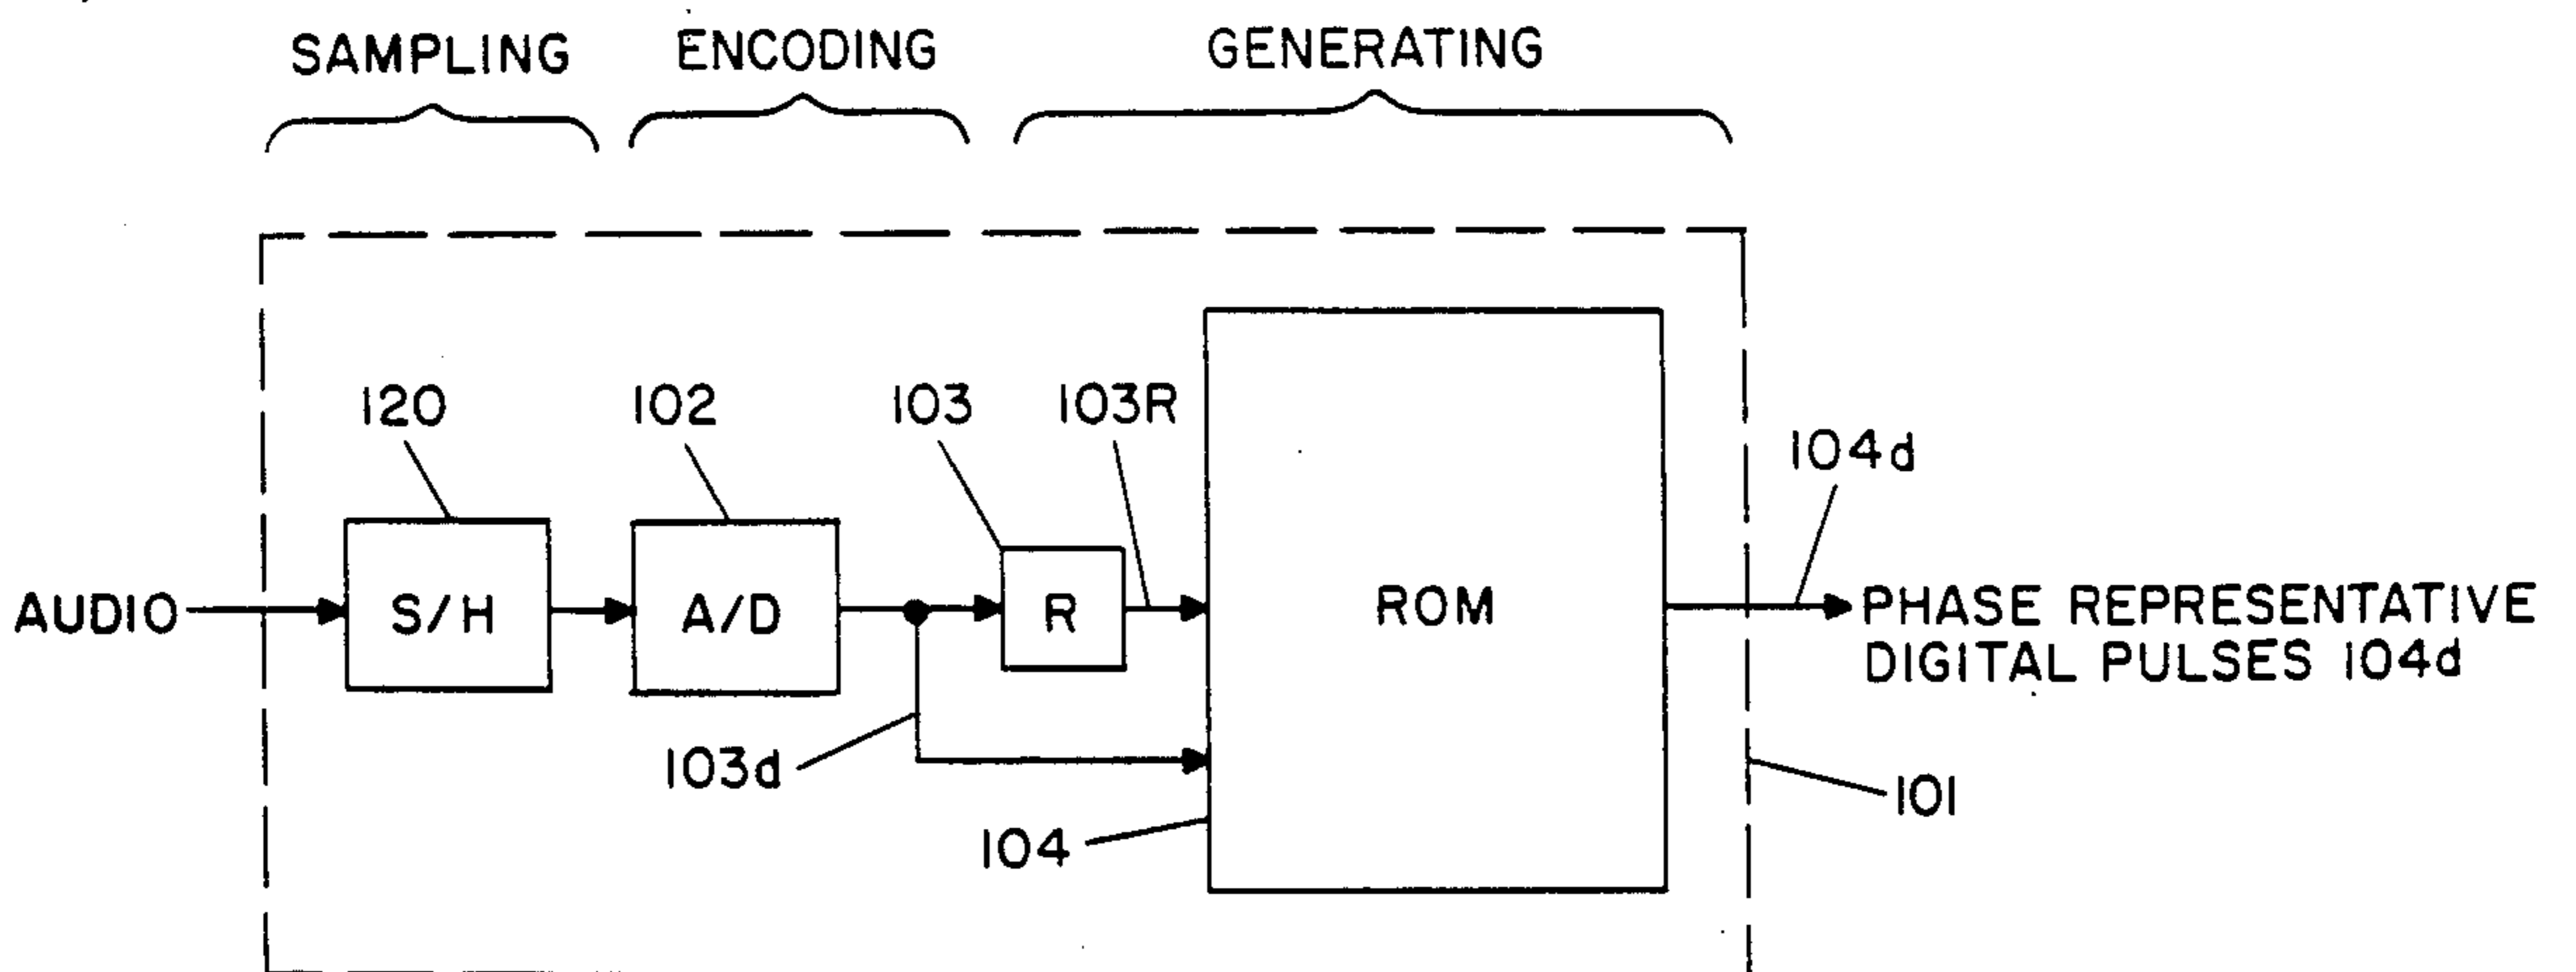 SAMPLING
ENCODING
GENERATING
120
102
103
103R
104d
AUDIO
S/H
A/D
R
ROM
PHASE REPRESENTATIVE
DIGITAL PULSES 104d
103d
104
101